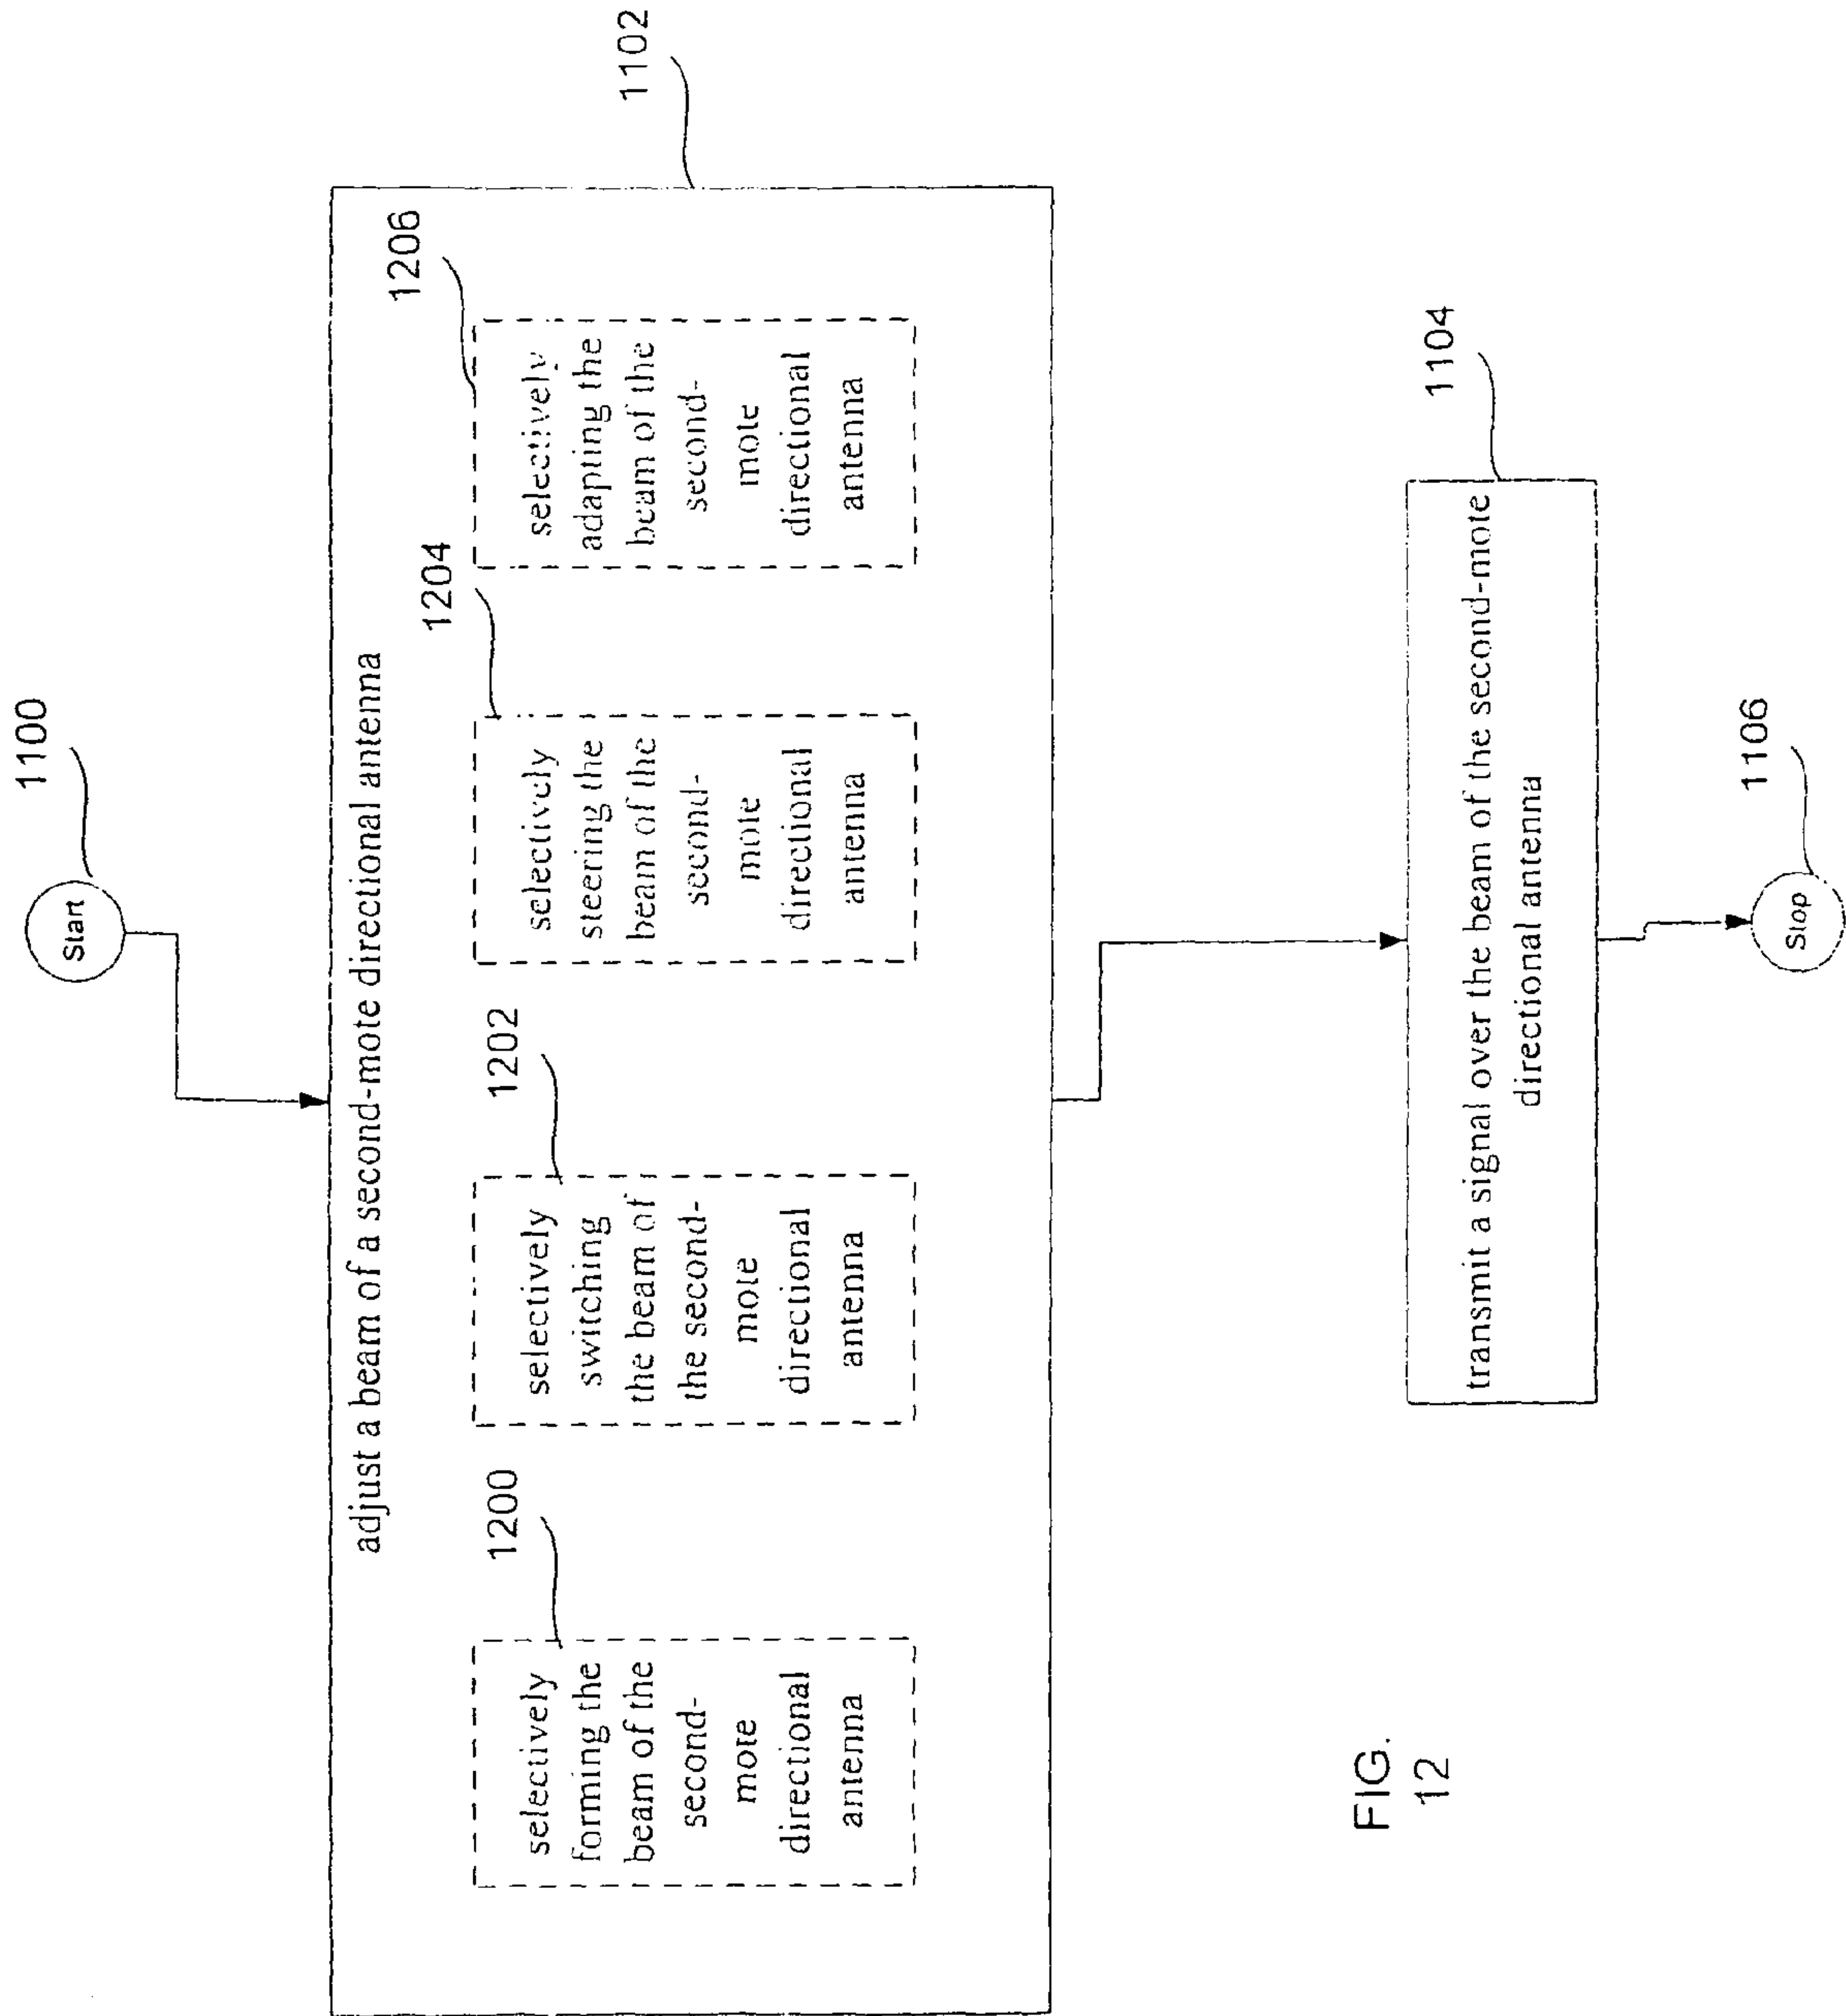 1100
Start
adjust a beam of a second-mote directional antenna
1102
1200
selectively
forming the
beam of the
second-
mote
directional
antenna
1202
selectively
switching
the beam of
the second-
mote
directional
antenna
1204
selectively
steering the
beam of the
second-
mote
directional
antenna
1206
selectively
adapting the
beam of the
second-
mote
directional
antenna
1104
transmit a signal over the beam of the second-mote
directional antenna
1106
Stop
FIG.
12